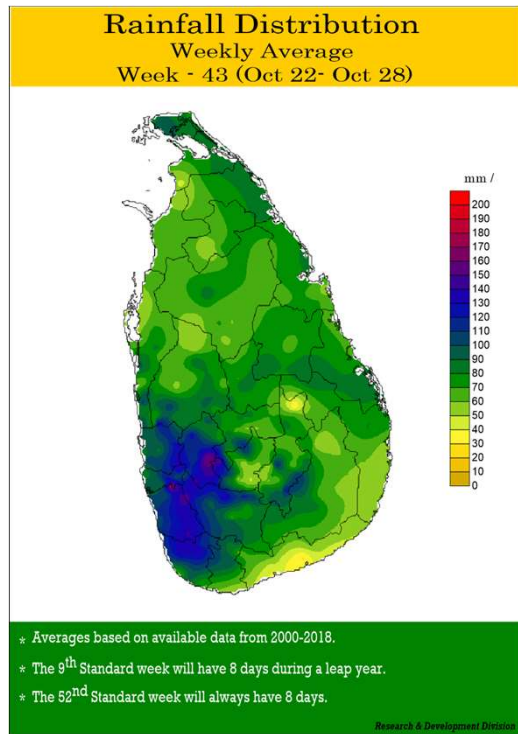 Rainfall Distribution
Weekly Average
Week - 43 (Oct 22- Oct 28)
mm /
200
190
180
170
160
150
140
130
120
110
100
90
80
70
60
50
40
30
20
10
0
* Averages based on available data from 2000-2018.
* The 9th Standard week will have 8 days during a leap year.
* The 52nd Standard week will always have 8 days.
Research & Development Division